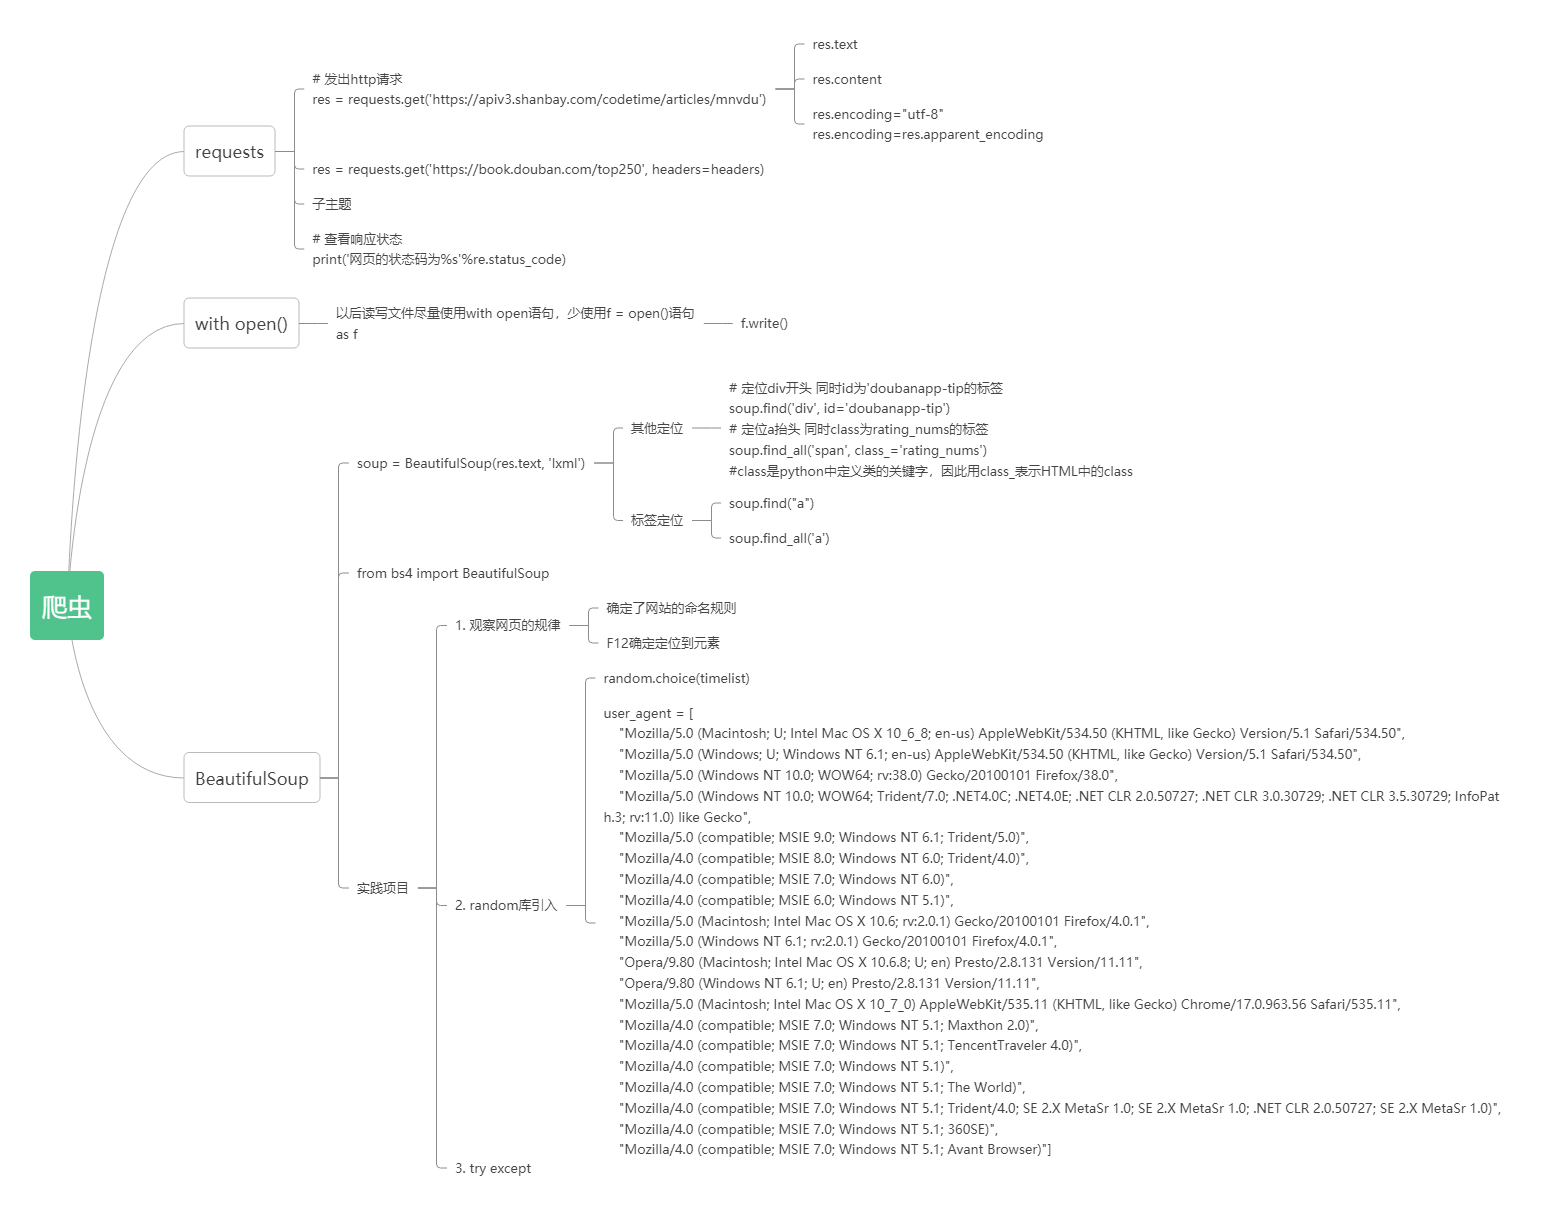 爬虫
requests
# 发出http请求
res = requests.get('https://apiv3.shanbay.com/codetime/articles/mnvdu')
res.text
res.content
res.encoding="utf-8"
res.encoding=res.apparent_encoding
res = requests.get('https://book.douban.com/top250', headers=headers)
子主题
# 查看响应状态
print('网页的状态码为%s'%re.status_code)
with open()
以后读写文件尽量使用with open语句，少使用f = open()语句
as f
f.write()
BeautifulSoup
soup = BeautifulSoup(res.text, 'lxml')
其他定位
# 定位div开头 同时id为'doubanapp-tip的标签
soup.find('div', id='doubanapp-tip')
# 定位a抬头 同时class为rating_nums的标签
soup.find_all('span', class_='rating_nums')
#class是python中定义类的关键字，因此用class_表示HTML中的class
标签定位
soup.find("a")
soup.find_all('a')
from bs4 import BeautifulSoup
实践项目
1. 观察网页的规律
确定了网站的命名规则
F12确定定位到元素
2. random库引入
random.choice(timelist)
user_agent = [
"Mozilla/5.0 (Macintosh; U; Intel Mac OS X 10_6_8; en-us) AppleWebKit/534.50 (KHTML, like Gecko) Version/5.1 Safari/534.50",
"Mozilla/5.0 (Windows; U; Windows NT 6.1; en-us) AppleWebKit/534.50 (KHTML, like Gecko) Version/5.1 Safari/534.50",
"Mozilla/5.0 (Windows NT 10.0; WOW64; rv:38.0) Gecko/20100101 Firefox/38.0",
"Mozilla/5.0 (Windows NT 10.0; WOW64; Trident/7.0; .NET4.0C; .NET4.0E; .NET CLR 2.0.50727; .NET CLR 3.0.30729; .NET CLR 3.5.30729; InfoPat
h.3; rv:11.0) like Gecko",
"Mozilla/5.0 (compatible; MSIE 9.0; Windows NT 6.1; Trident/5.0)",
"Mozilla/4.0 (compatible; MSIE 8.0; Windows NT 6.0; Trident/4.0)",
"Mozilla/4.0 (compatible; MSIE 7.0; Windows NT 6.0)",
"Mozilla/4.0 (compatible; MSIE 6.0; Windows NT 5.1)",
"Mozilla/5.0 (Macintosh; Intel Mac OS X 10.6; rv:2.0.1) Gecko/20100101 Firefox/4.0.1",
"Mozilla/5.0 (Windows NT 6.1; rv:2.0.1) Gecko/20100101 Firefox/4.0.1",
"Opera/9.80 (Macintosh; Intel Mac OS X 10.6.8; U; en) Presto/2.8.131 Version/11.11",
"Opera/9.80 (Windows NT 6.1; U; en) Presto/2.8.131 Version/11.11",
"Mozilla/5.0 (Macintosh; Intel Mac OS X 10_7_0) AppleWebKit/535.11 (KHTML, like Gecko) Chrome/17.0.963.56 Safari/535.11",
"Mozilla/4.0 (compatible; MSIE 7.0; Windows NT 5.1; Maxthon 2.0)",
"Mozilla/4.0 (compatible; MSIE 7.0; Windows NT 5.1; TencentTraveler 4.0)",
"Mozilla/4.0 (compatible; MSIE 7.0; Windows NT 5.1)",
"Mozilla/4.0 (compatible; MSIE 7.0; Windows NT 5.1; The World)",
"Mozilla/4.0 (compatible; MSIE 7.0; Windows NT 5.1; Trident/4.0; SE 2.X MetaSr 1.0; SE 2.X MetaSr 1.0; .NET CLR 2.0.50727; SE 2.X MetaSr 1.0)",
"Mozilla/4.0 (compatible; MSIE 7.0; Windows NT 5.1; 360SE)",
"Mozilla/4.0 (compatible; MSIE 7.0; Windows NT 5.1; Avant Browser)"]
3. try except